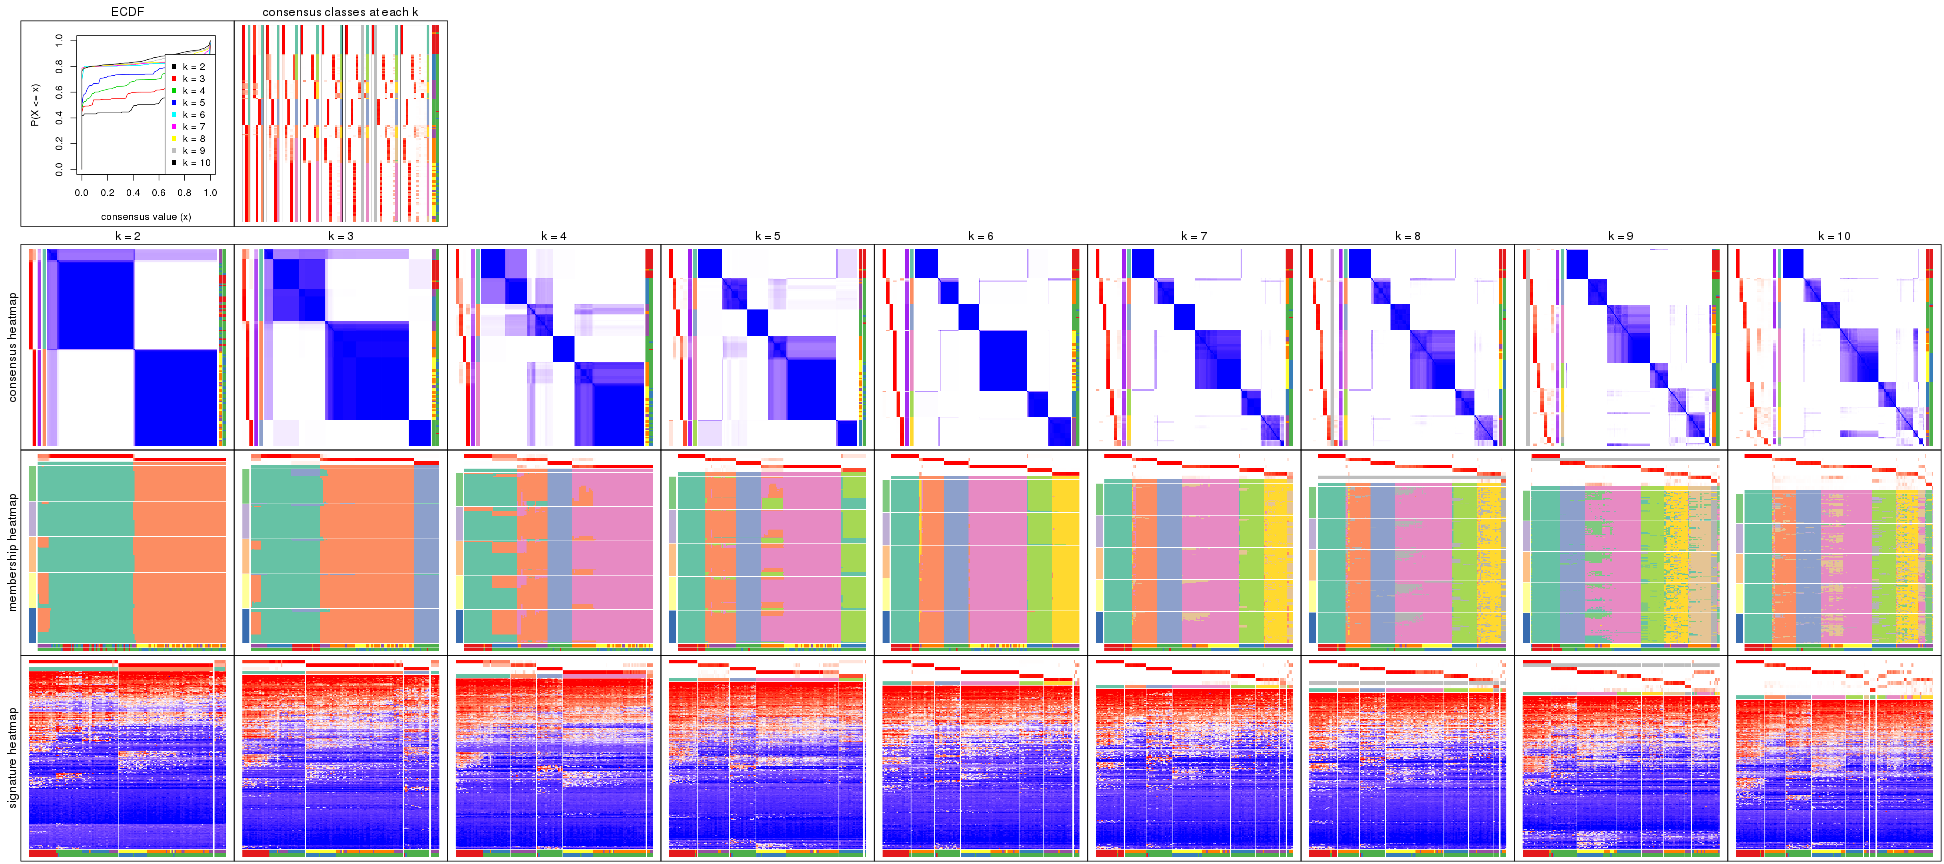 ECDF
consensus classes at each k
P(X <= x)
0.0
0.2
0.4
0.6
0.8
1.0
k = 2
k = 3
k = 4
k = 5
k = 6
k = 7
k = 8
k = 9
k = 10
0.0 0.2 0.4 0.6 0.8 1.0
consensus value (x)
k = 2 k = 3 k = 4 k = 5 k = 6 k = 7 k = 8 k = 9 k = 10
consensus heatmap
membership heatmap
signature heatmap